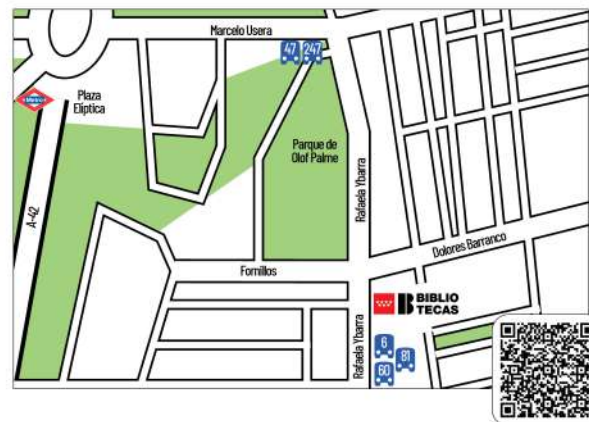 Marcelo Usera
47 247
Metro
Plaza
Elíptica
Parque de
Olof Palme
Rafaela Ybarra
A-42
Dolores Barranco
Fornillos
BIBLIO
TECAS
Rafaela Ybarra
6
81
60